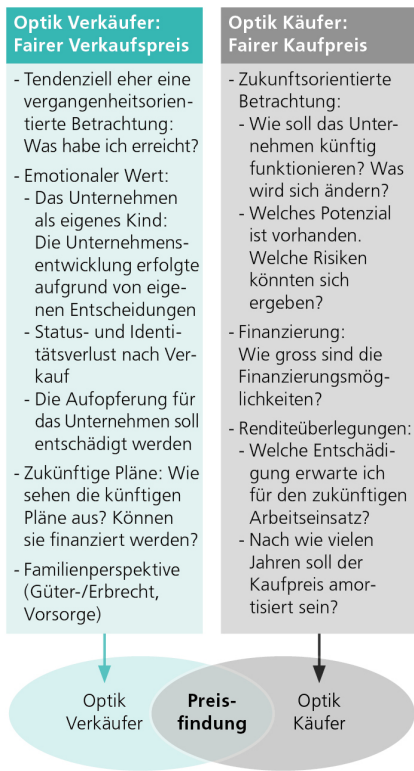 Optik Verkäufer:
Fairer Verkaufspreis
- Tendenziell eher eine
vergangenheitsorien-
tierte Betrachtung:
Was habe ich erreicht?
- Emotionaler Wert:
- Das Unternehmen
als eigenes Kind:
Die Unternehmens-
entwicklung erfolgte
aufgrund von eige-
nen Entscheidungen
- Status- und Identi-
tätsverlust nach Ver-
kauf
- Die Aufopferung für
das Unternehmen soll
entschädigt werden
- Zukünftige Pläne: Wie
sehen die künftigen
Pläne aus? Können
sie finanziert werden?
- Familienperspektive
(Güter-/Erbrecht,
Vorsorge)
Optik Käufer:
Fairer Kaufpreis
- Zukunftsorientierte
Betrachtung:
- Wie soll das Unter-
nehmen künftig
funktionieren? Was
wird sich ändern?
- Welches Potenzial
ist vorhanden.
Welche Risiken
könnten sich
ergeben?
- Finanzierung:
Wie gross sind die
Finanzierungsmög-
lichkeiten?
- Renditeüberlegungen:
- Welche Entschädi-
gung erwarte ich
für den zukünftigen
Arbeitseinsatz?
- Nach wie vielen
Jahren soll der
Kaufpreis amor-
tisiert sein?
Optik
Verkäufer
Preis-
findung
Optik
Käufer